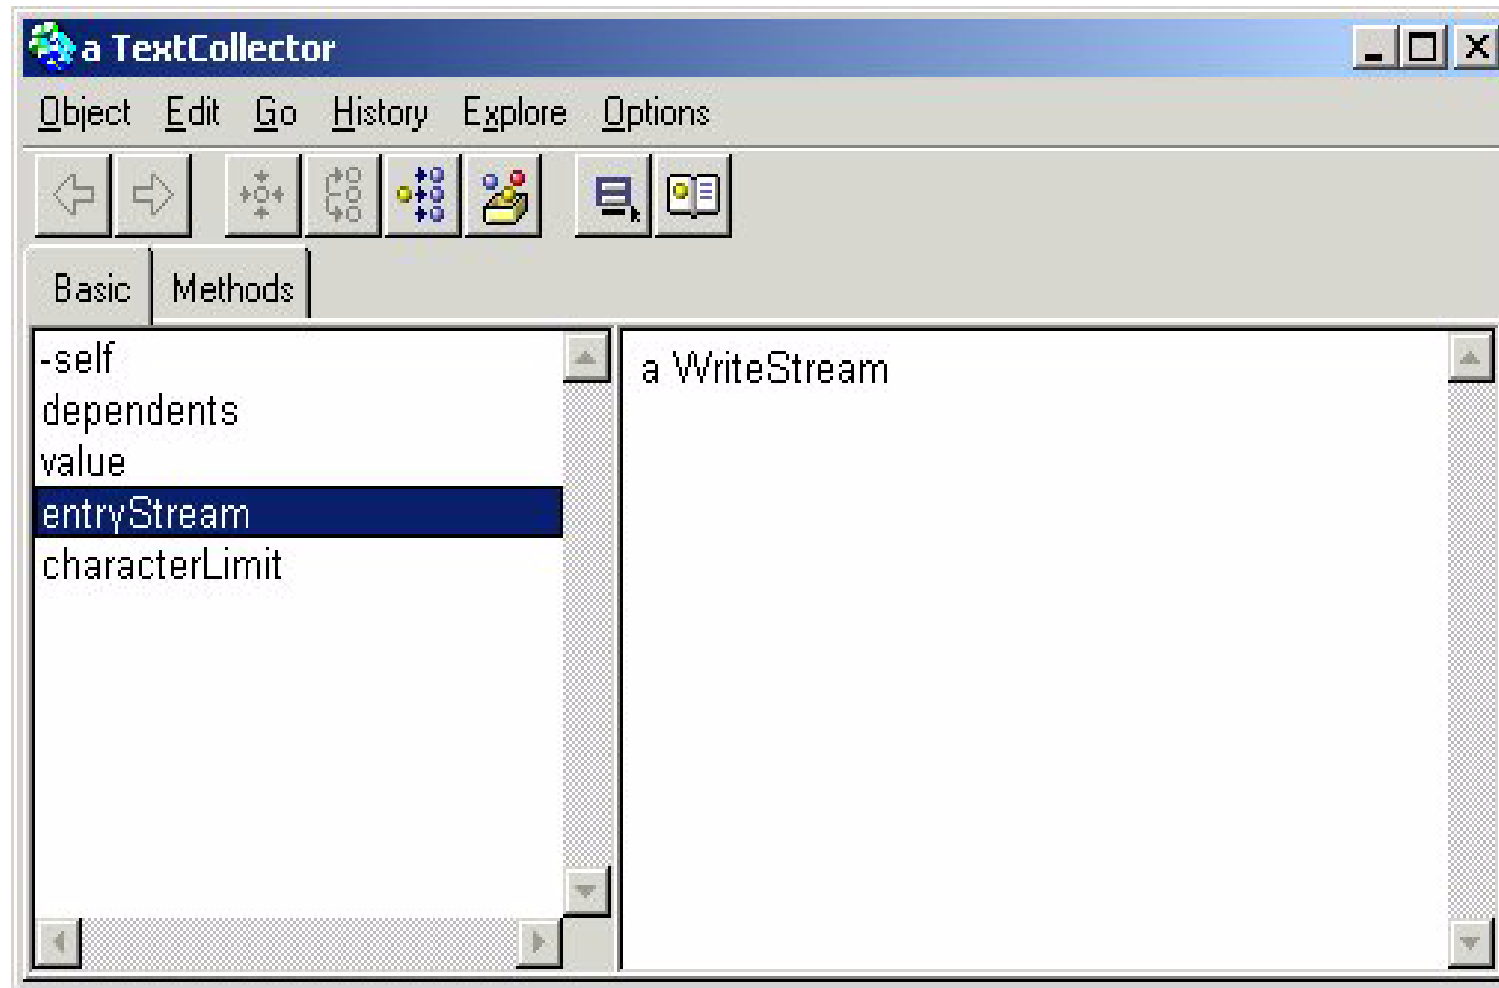 a TextCollector
Object Edit Go History Explore Options
Basic Methods
-self
dependents
value
entryStream
characterLimit
a WriteStream